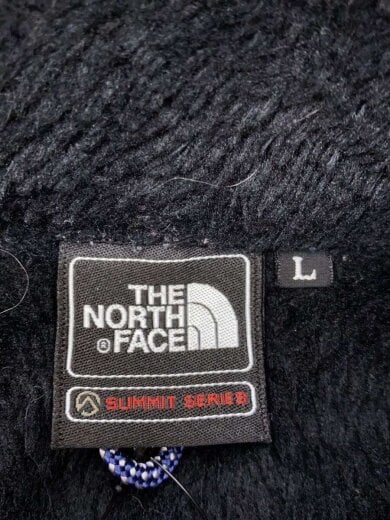 THE
NORTH
® FACE
SUMMIT SERIES
L